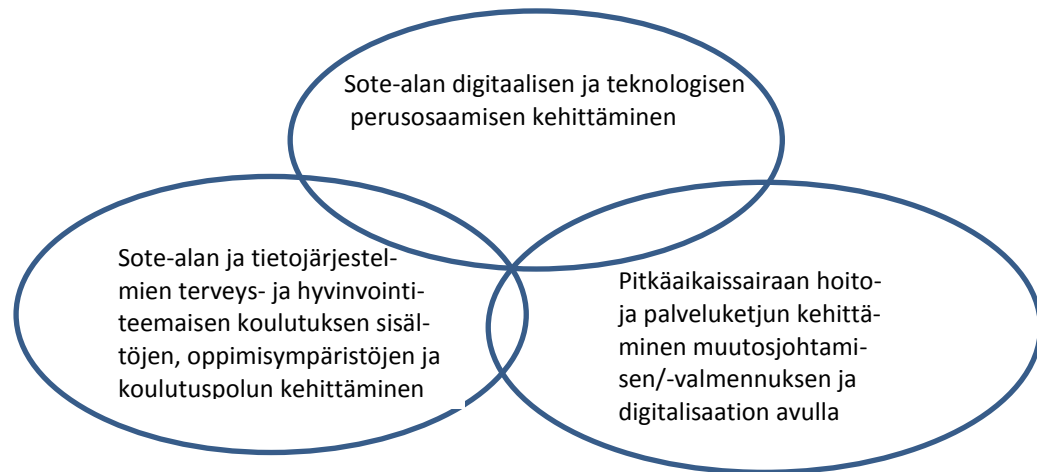 Sote-alan digitaalisen ja teknologisen
perusosaamisen kehittäminen
Sote-alan ja tietojärjestel-
mien terveys- ja hyvinvointi-
teemaisen koulutuksen sisäl-
töjen, oppimisympäristöjen ja
koulutuspolun kehittäminen
Pitkäaikaissairaan hoito-
ja palveluketjun kehittä-
minen muutosjohtami-
sen/-valmennuksen ja
digitalisaation avulla